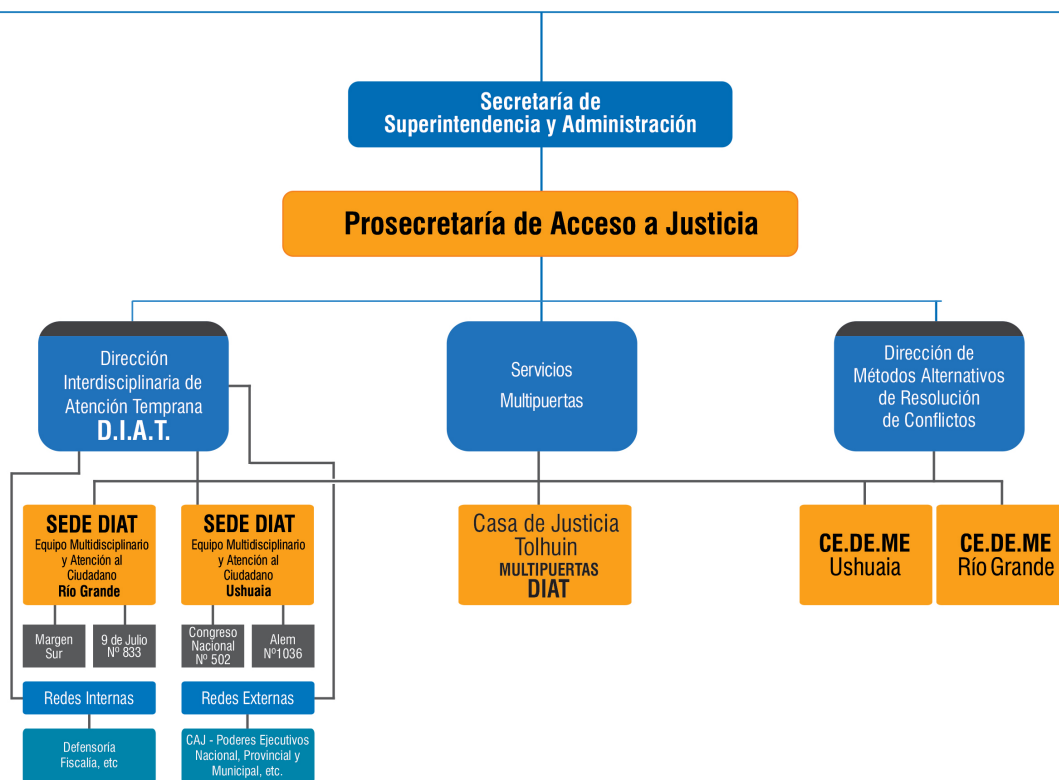 Secretaría de
Superintendencia y Administración
Prosecretaría de Acceso a Justicia
Dirección
Interdisciplinaria de
Atención Temprana
D.I.A.T.
Servicios
Multipuertas
Dirección de
Métodos Alternativos
de Resolución
de Conflictos
SEDE DIAT
Equipo Multidisciplinario
y Atención al
Ciudadano
Río Grande
SEDE DIAT
Equipo Multidisciplinario
y Atención al
Ciudadano
Ushuaia
Casa de Justicia
Tolhuin
MULTIPUERTAS
DIAT
CE.DE.ME
Ushuaia
CE.DE.ME
Río Grande
Margen
Sur
9 de Julio
Nº 833
Congreso
Nacional
Nº 502
Alem
Nº1036
Redes Internas
Redes Externas
Defensoría
Fiscalía, etc
CAJ - Poderes Ejecutivos
Nacional, Provincial y
Municipal, etc.